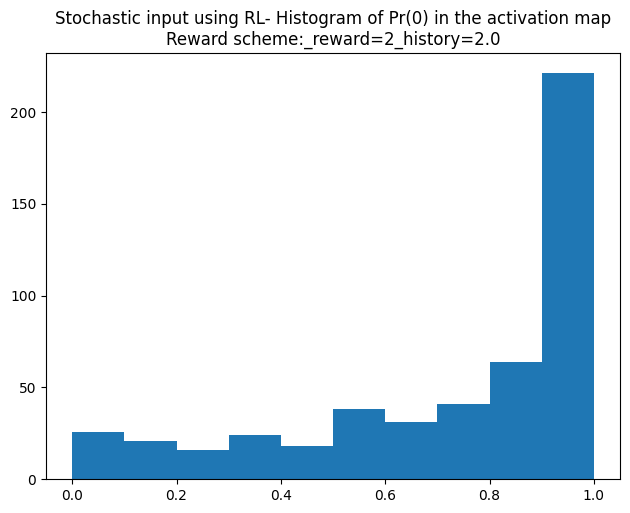 Stochastic input using RL- Histogram of Pr(0) in the activation map
Reward scheme:_reward=2_history=2.0
200
150
100
50
0
0.0 0.2 0.4 0.6 0.8 1.0